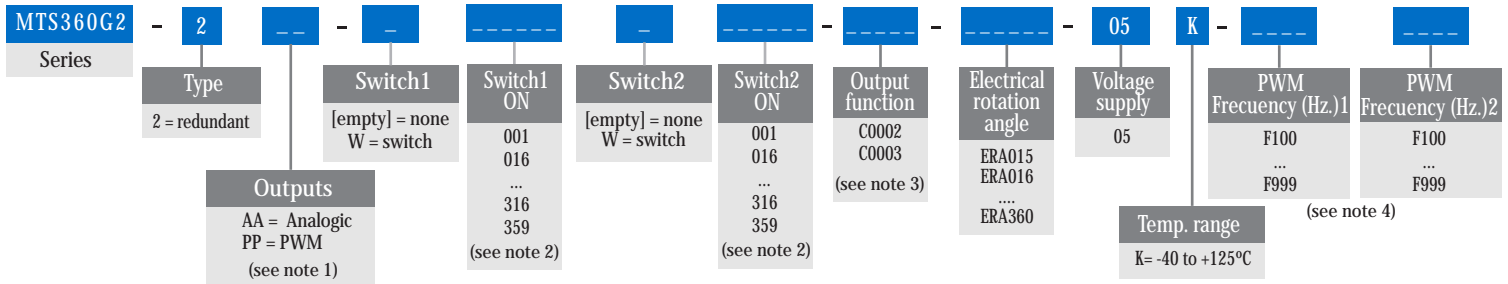 MTS360G2 - 2 _ _ - _ _ _ _ _ _ _ _ _ _ _ _ _ _ - _ _ _ _ _ - _ _ _ _ _ _ - 05 K - _ _ _ _ _ _ _ _
Series
Type
2 = redundant
Outputs
AA = Analogic
PP = PWM
(see note 1)
Switch1
[empty] = none
W = switch
Switch1
ON
001
016
...
316
359
(see note 2)
Switch2
[empty] = none
W = switch
Switch2
ON
001
016
...
316
359
(see note 2)
Output
function
C0002
C0003
(see note 3)
Electrical
rotation
angle
ERA015
ERA016
....
ERA360
Voltage
supply
05
Temp. range
K= -40 to +125ºC
PWM
Frecuency (Hz.)1
F100
...
F999
PWM
Frecuency (Hz.)2
F100
...
F999
(see note 4)